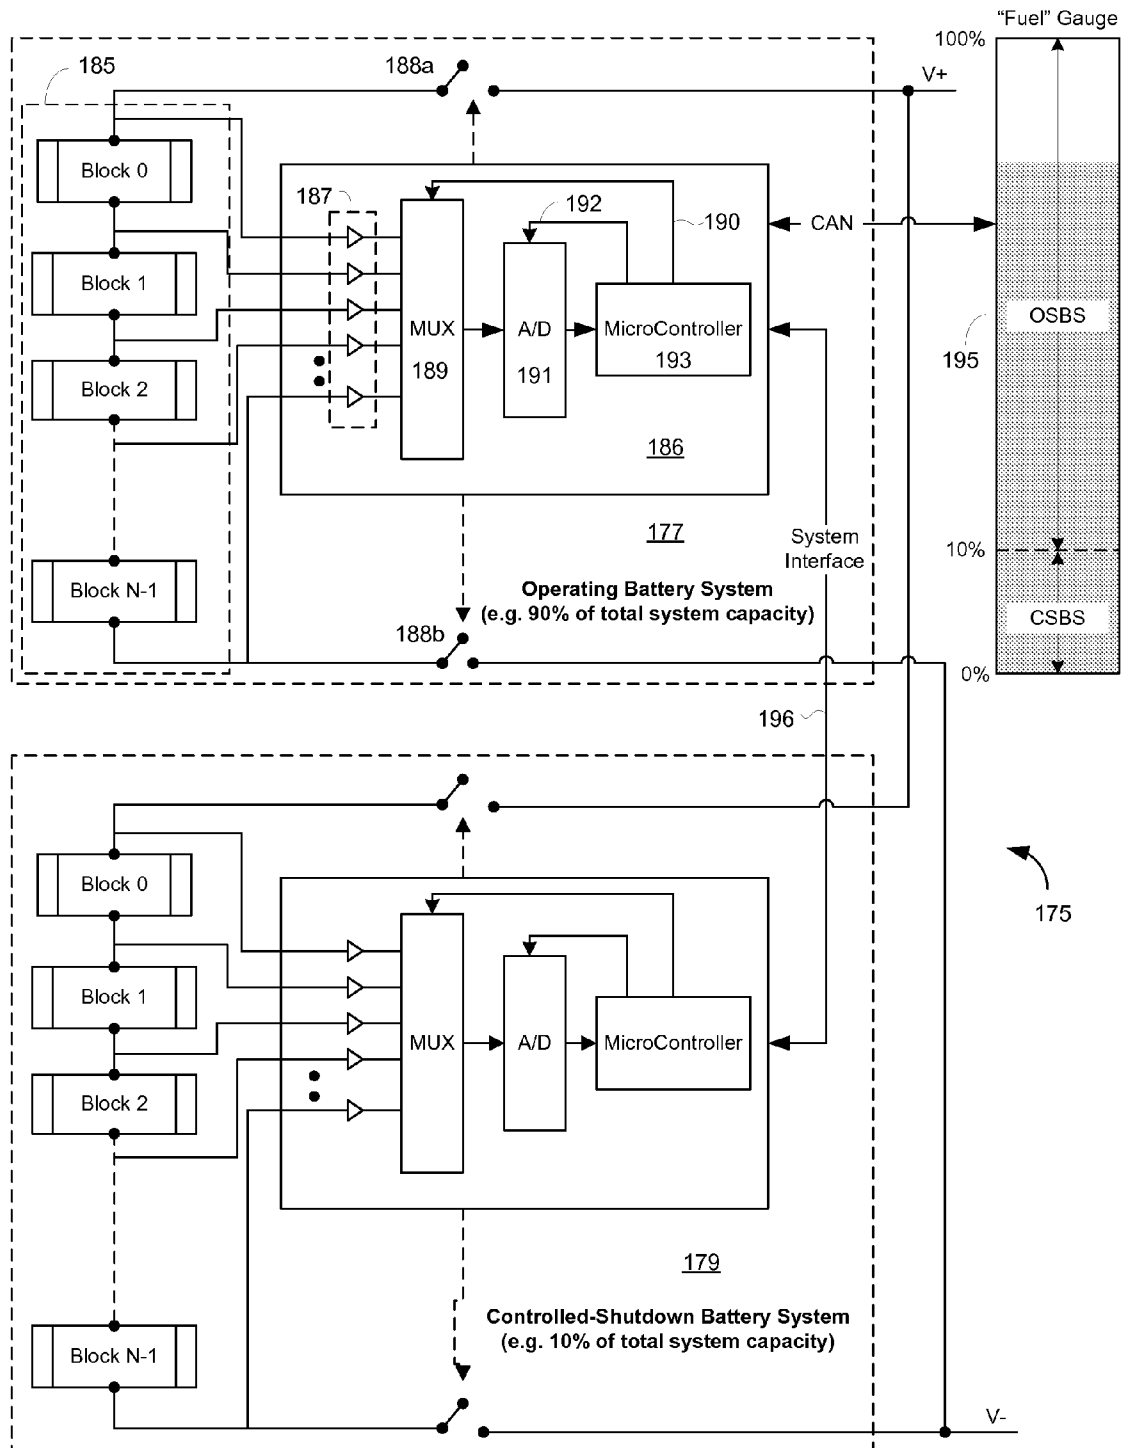 "Fuel" Gauge
100%
185
188a
V+
Block 0
187
192
190
CAN
Block 1
MUX
189
A/D
191
MicroController
193
OSBS
195
Block 2
186
177
System
Interface
10%
Block N-1
Operating Battery System
(e.g. 90% of total system capacity)
CSBS
188b
0%
196
Block 0
175
Block 1
MUX
A/D
MicroController
Block 2
179
Controlled-Shutdown Battery System
(e.g. 10% of total system capacity)
Block N-1
V-